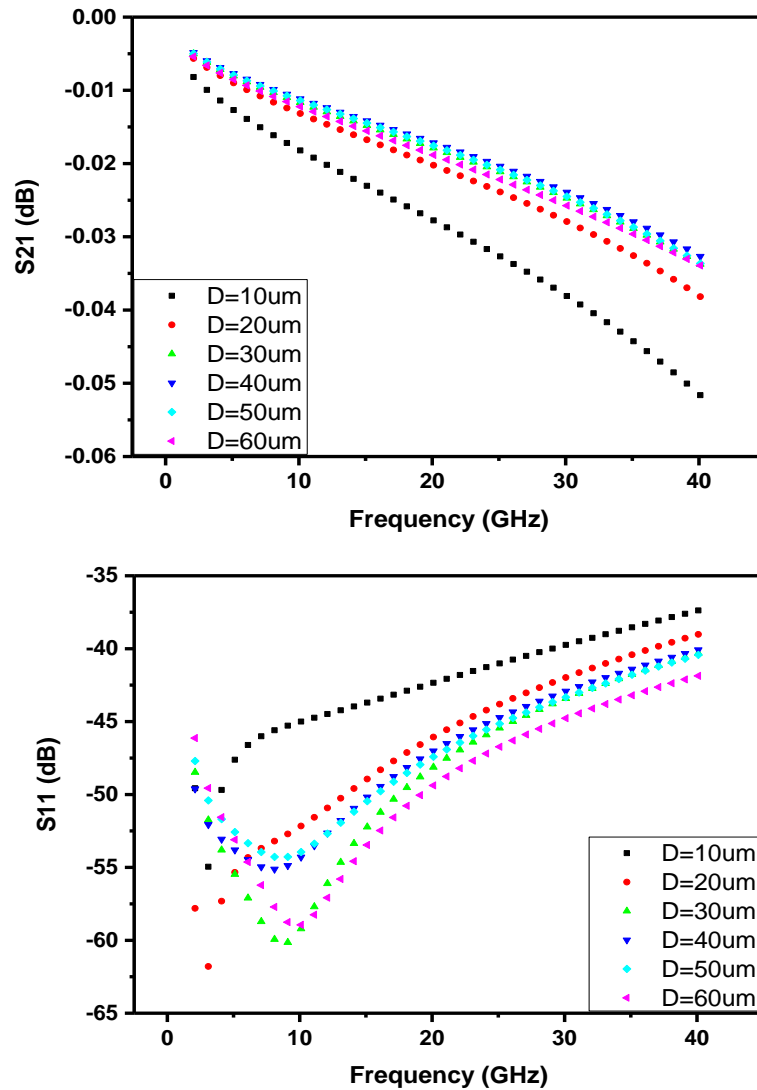 0.00
-0.01
-0.02
-0.03
-0.04
-0.05
-0.06
S21 (dB)
D=10um
D=20um
D=30um
D=40um
D=50um
D=60um
0 10 20 30 40
Frequency (GHz)
-35
-40
-45
-50
-55
-60
-65
S11 (dB)
D=10um
D=20um
D=30um
D=40um
D=50um
D=60um
0 10 20 30 40
Frequency (GHz)